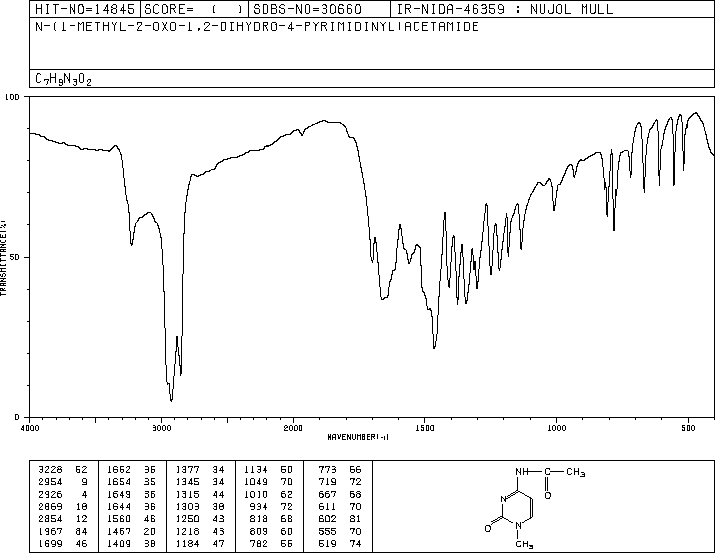 HIT-NO=14845 SCORE= ( ) SDBS-NO=30660 IR-NIDA-46359 : NUJOL MULL
N-(1-METHYL-2-OXO-1,2-DIHYDRO-4-PYRIMIDINYL)ACETAMIDE
C7H9N3O2
100
50
0
TRANSMITTANCE(%)
4000 3000 2000 1500 1000 500
WAVENUMBER(-1)
3228 52 1662 36 1377 34 1134 50 773 66
2954 9 1654 35 1345 34 1049 70 719 72
2926 4 1649 35 1315 44 1010 62 667 68
2869 18 1644 36 1303 38 934 72 611 70
2854 12 1560 46 1250 43 818 68 602 81
1967 84 1467 20 1218 43 809 60 555 70
1699 46 1409 38 1184 47 782 56 519 74
NH C CH3
O
N
O N
CH3